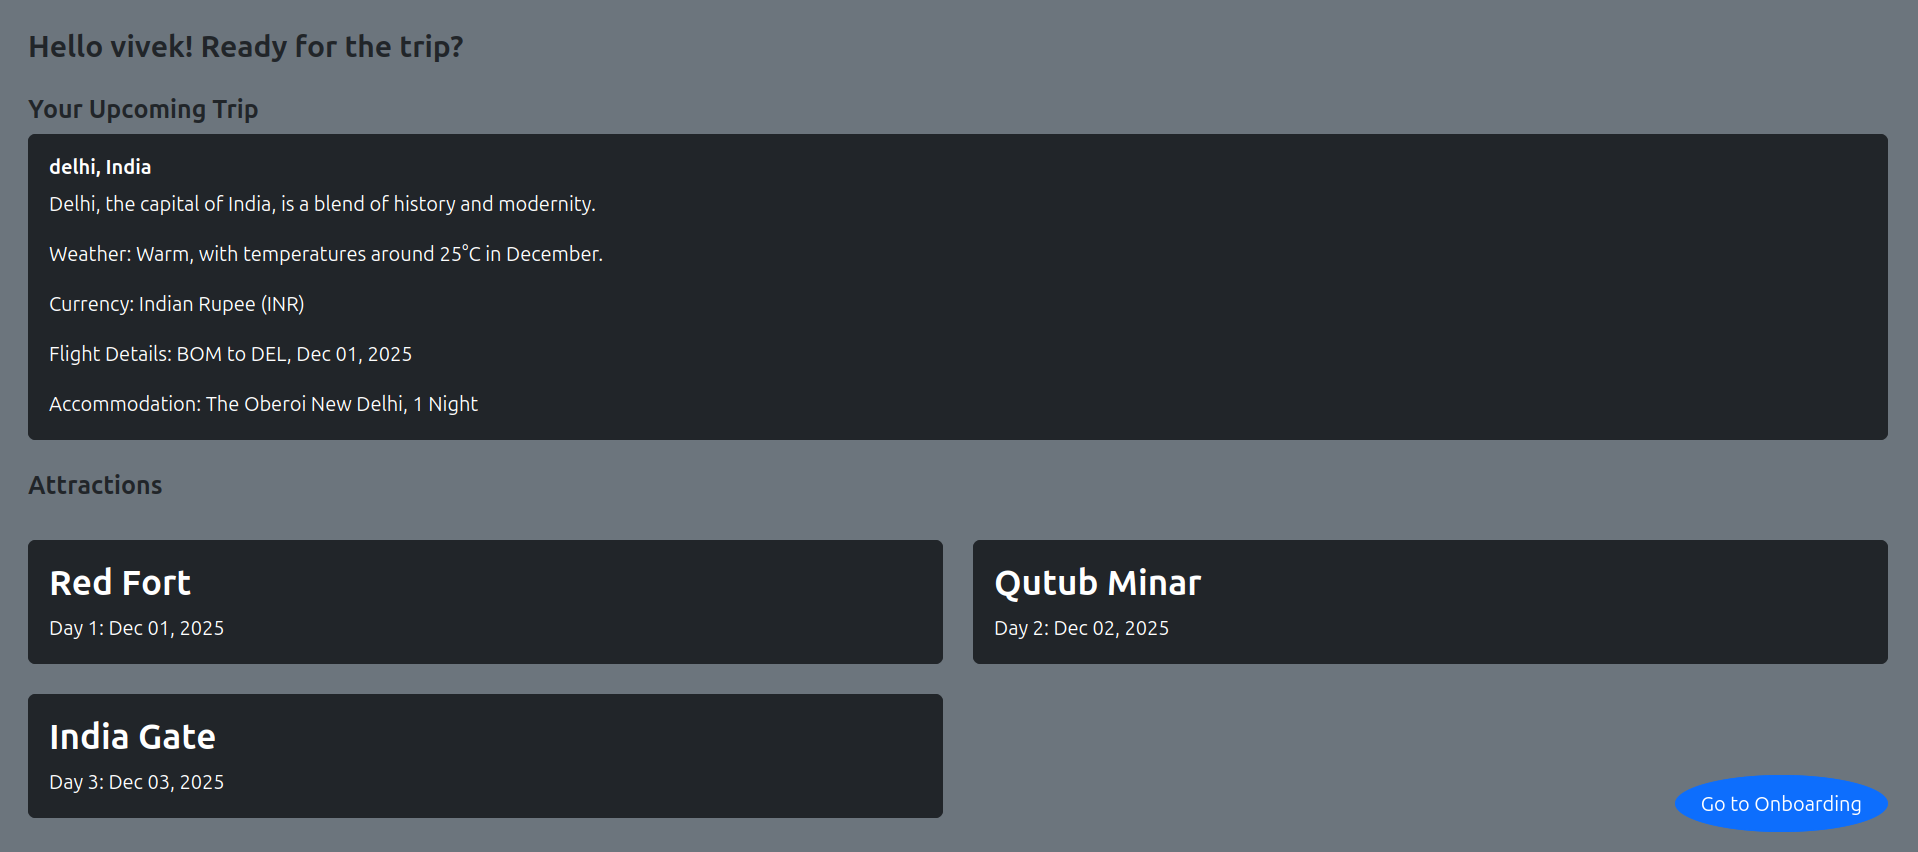 Hello vivek! Ready for the trip?
Your Upcoming Trip
delhi, India
Delhi, the capital of India, is a blend of history and modernity.
Weather: Warm, with temperatures around 25°C in December.
Currency: Indian Rupee (INR)
Flight Details: BOM to DEL, Dec 01, 2025
Accommodation: The Oberoi New Delhi, 1 Night
Attractions
Red Fort
Day 1: Dec 01, 2025
Qutub Minar
Day 2: Dec 02, 2025
India Gate
Day 3: Dec 03, 2025
Go to Onboarding